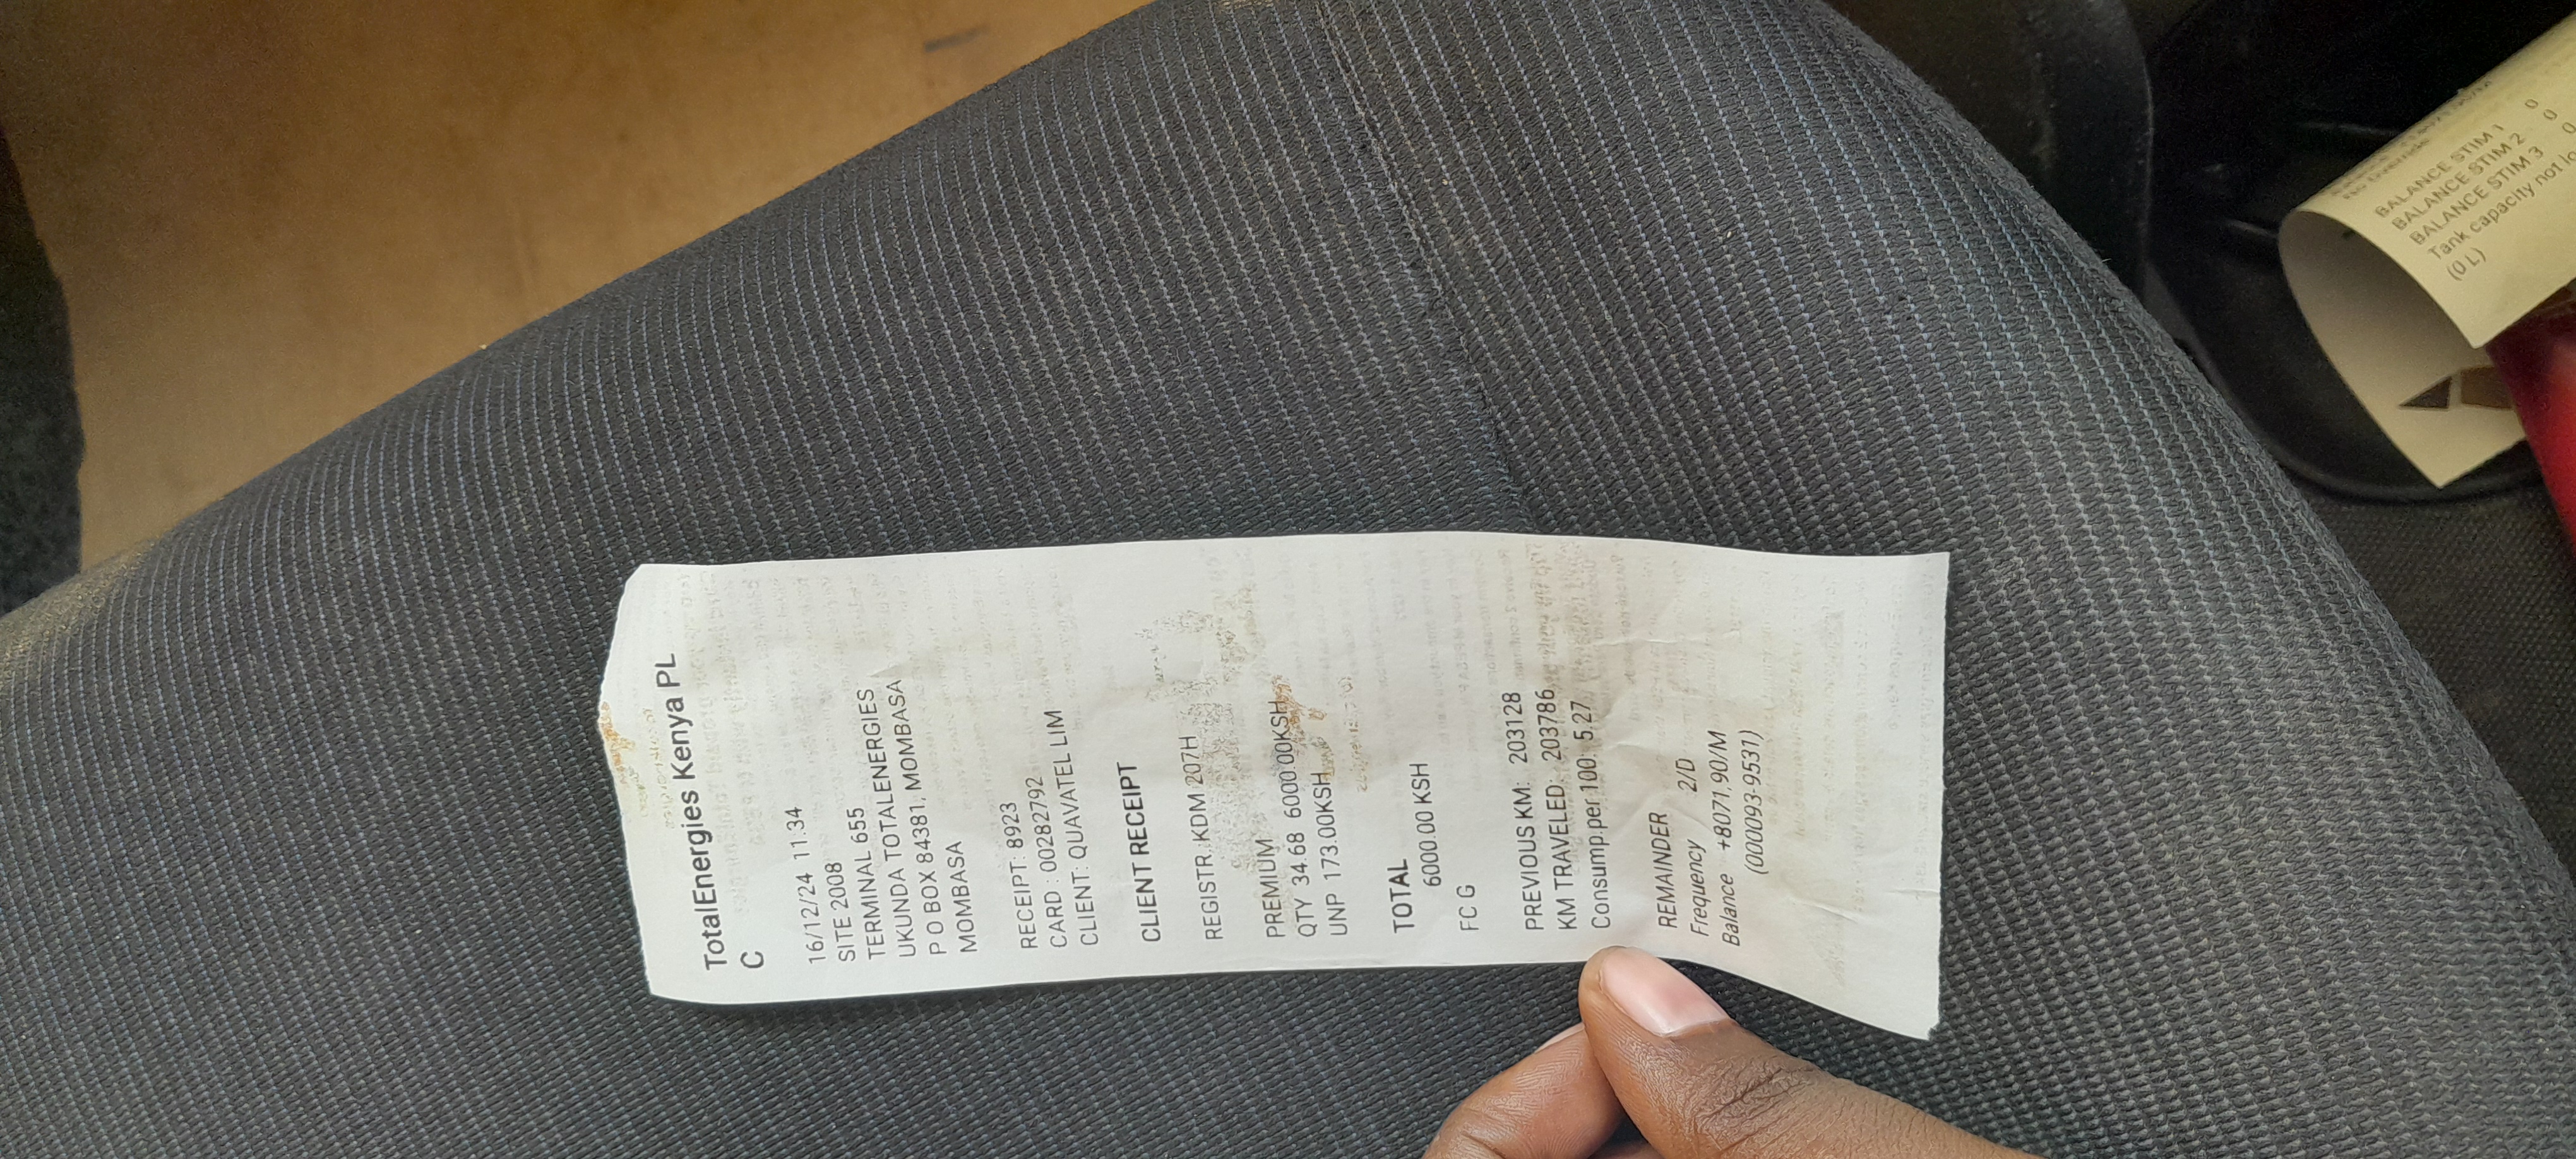 TotalEnergies Kenya PL
C
16/12/24 11:34
SITE 2008
TERMINAL 655
UKUNDA TOTALENERGIES
P O BOX 84381, MOMBASA
MOMBASA
RECEIPT: 8923
CARD : 00282792
CLIENT: QUAVATEL LIM
CLIENT RECEIPT
REGISTR.:KDM 207H
PREMIUM
QTY 34.68 6000.00KSH
UNP 173.00KSH
TOTAL
6000.00 KSH
FC G
PREVIOUS KM: 203128
KM TRAVELED: 203786
Consump.per 100: 5.27
REMAINDER
Frequency 2/D
Balance +8071.90/M
(000093-9531)
BALANCE STIM 1 0
BALANCE STIM 2 0
BALANCE STIM 3 0
Tank capacity not
(0 L)